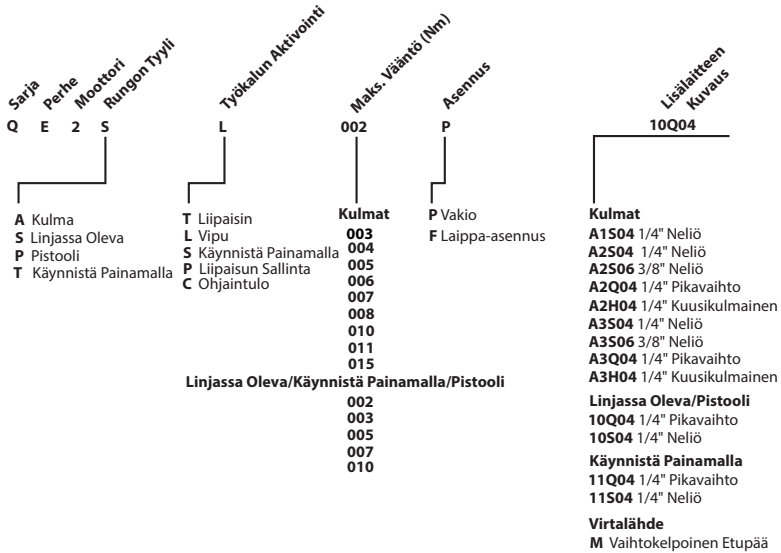 Sarja
Perhe
Moottori
Rungon Tyyli
Työkalun Aktivointi
Maks. Vääntö (Nm)
Asennus
Lisälaitteen
Kuvaus
Q E 2 S L 002 P 10Q04
A Kulma
S Linjassa Oleva
P Pistooli
T Käynnistä Painamalla
T Liipaisin
L Vipu
S Käynnistä Painamalla
P Liipaisun Sallinta
C Ohjaintulo
Kulmat
003
004
005
006
007
008
010
011
015
Linjassa Oleva/Käynnistä Painamalla/Pistooli
002
003
005
007
010
P Vakio
F Laippa-asennus
Kulmat
A1S04 1/4" Neliö
A2S04 1/4" Neliö
A2S06 3/8" Neliö
A2Q04 1/4" Pikavaihto
A2H04 1/4" Kuusikulmainen
A3S04 1/4" Neliö
A3S06 3/8" Neliö
A3Q04 1/4" Pikavaihto
A3H04 1/4" Kuusikulmainen
Linjassa Oleva/Pistooli
10Q04 1/4" Pikavaihto
10S04 1/4" Neliö
Käynnistä Painamalla
11Q04 1/4" Pikavaihto
11S04 1/4" Neliö
Virtalähde
M Vaihtokelpoinen Etupää